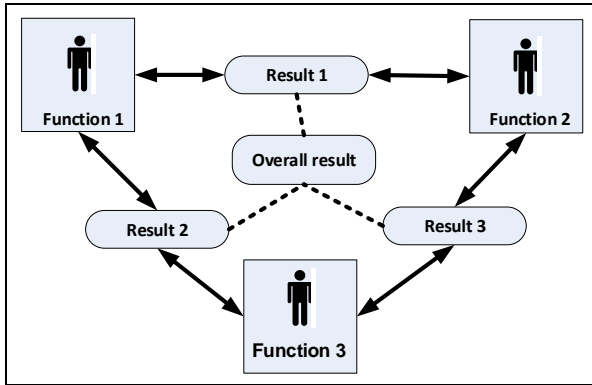 Function 1
Result 1
Function 2
Overall result
Result 2
Result 3
Function 3